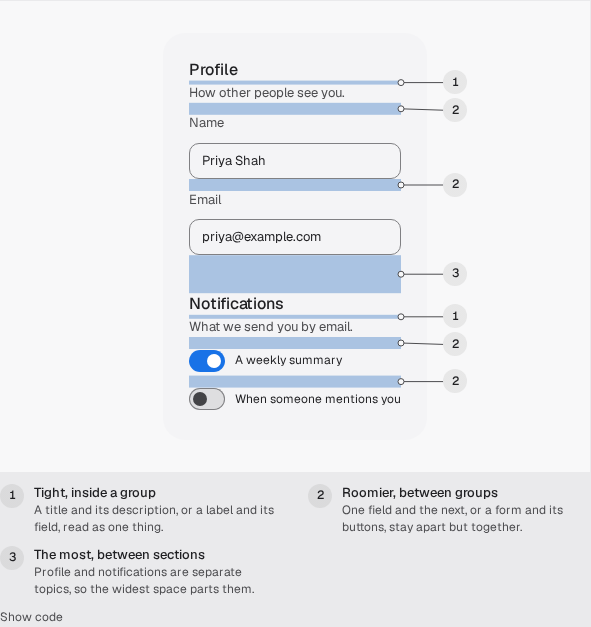 Profile
1
How other people see you.
2
Name
Priya Shah
2
Email
priya@example.com
3
Notifications
1
What we send you by email.
2
A weekly summary
2
When someone mentions you
1
Tight, inside a group
A title and its description, or a label and its
field, read as one thing.
2
Roomier, between groups
One field and the next, or a form and its
buttons, stay apart but together.
3
The most, between sections
Profile and notifications are separate
topics, so the widest space parts them.
Show code